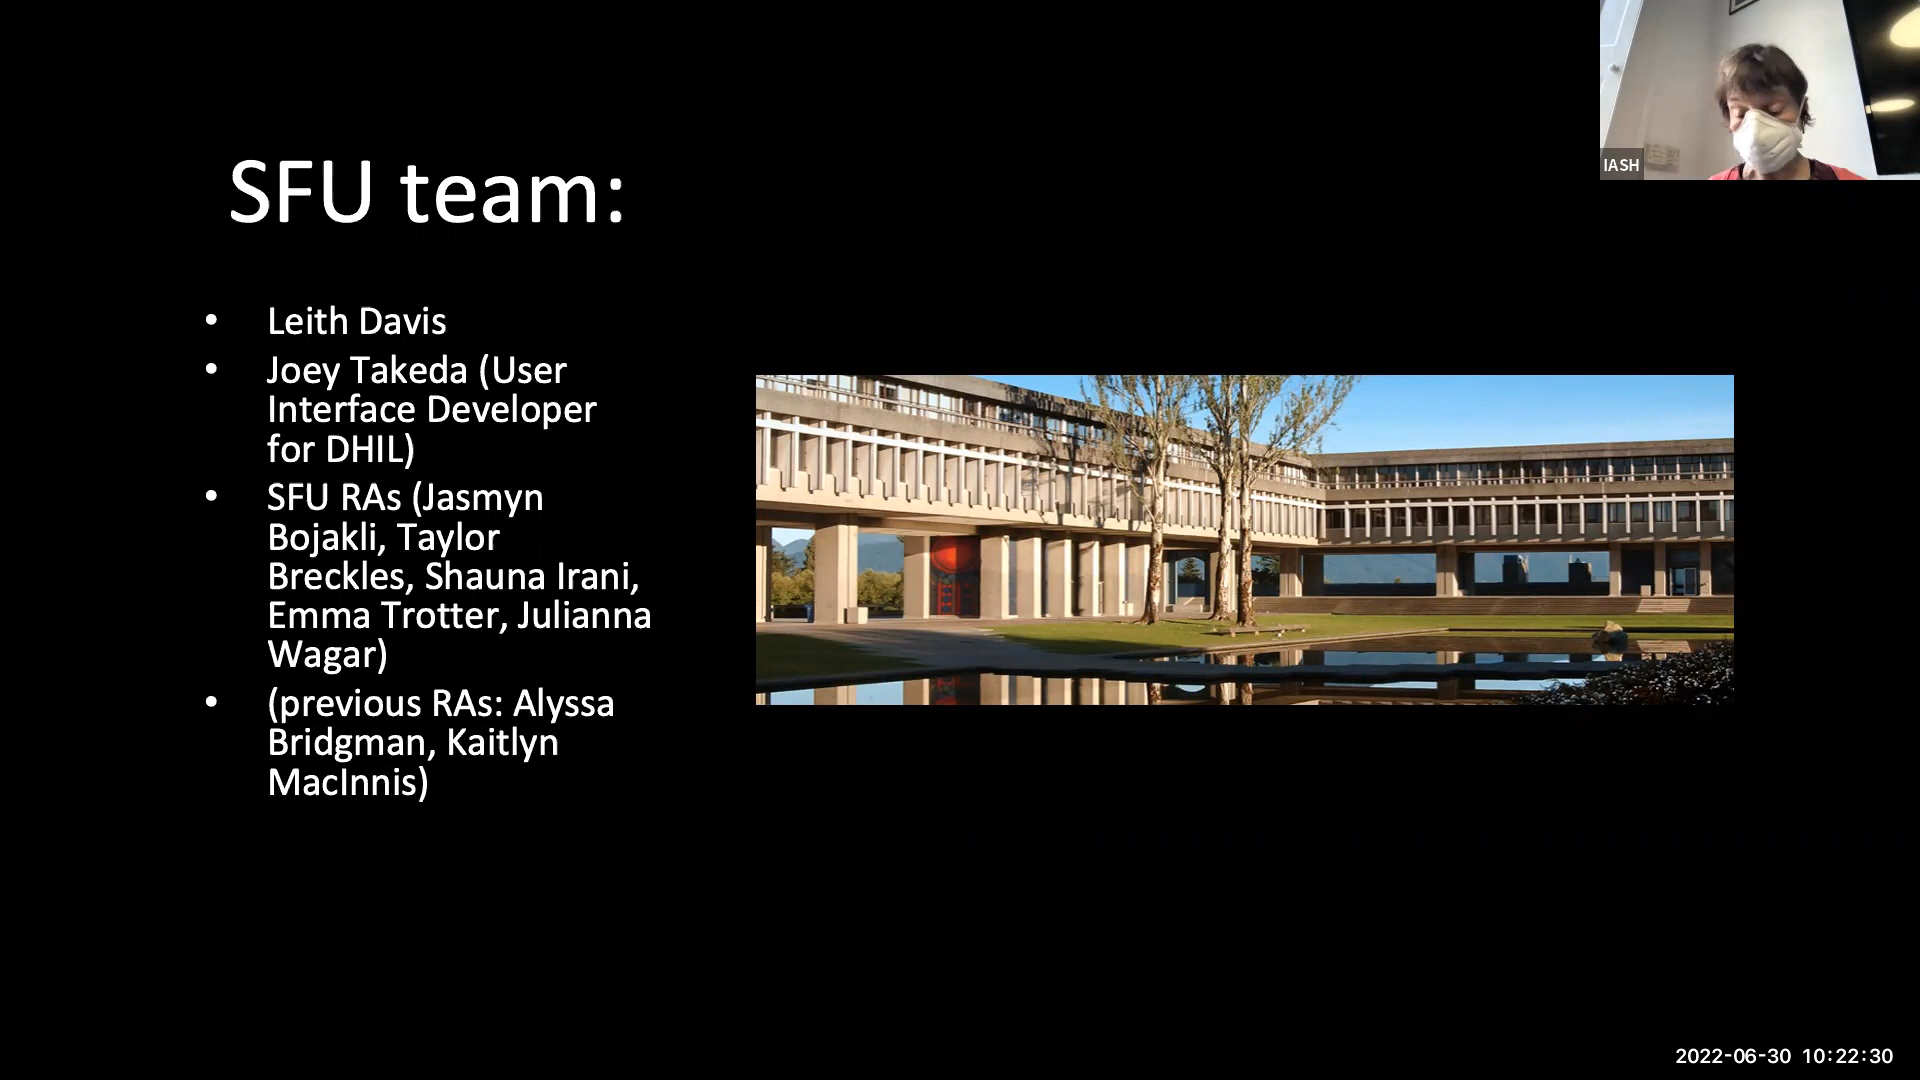 IASH
SFU team:
• Leith Davis
• Joey Takeda (User
Interface Developer
for DHIL)
• SFU RAs (Jasmyn
Bojakli, Taylor
Breckles, Shauna Irani,
Emma Trotter, Julianna
Wagar)
• (previous RAs: Alyssa
Bridgman, Kaitlyn
MacInnis)
2022-06-30 10:22:30